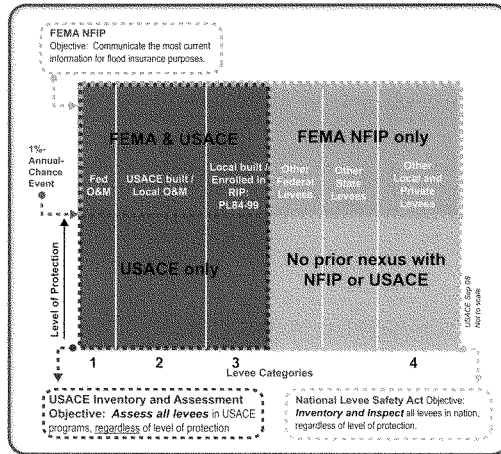 FEMA NFIP
Objective: Communicate the most current
information for flood insurance purposes.
FEMA & USACE
FEMA NFIP only
1%-
Annual-
Chance
Event
Fed
O&M
USACE built /
Local O&M
Local built /
Enrolled in
RIP:
PL84-99
Other
Federal
Levees
Other
State
Levees
Other
Local and
Private
Levees
Level of Protection
USACE only
No prior nexus with
NFIP or USACE
USACE Sep 08
Not to scale
1
2
3
4
Levee Categories
USACE Inventory and Assessment
Objective: Assess all levees in USACE
programs, regardless of level of protection
National Levee Safety Act Objective:
Inventory and Inspect all levees in nation,
regardless of level of protection.